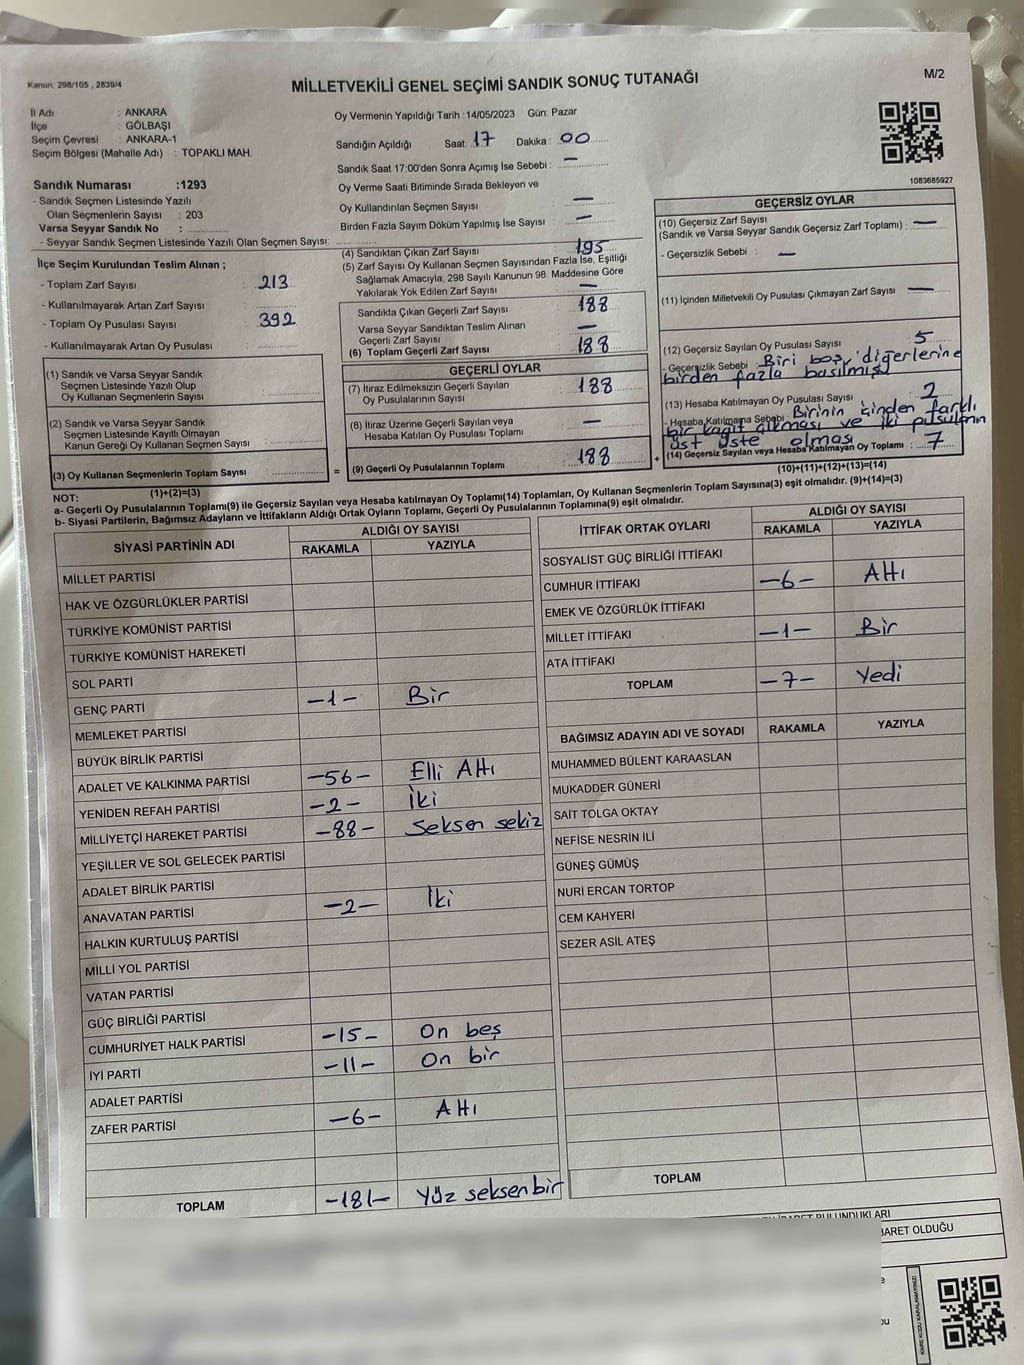 Kanun: 298/105 , 2839/4
MİLLETVEKİLİ GENEL SEÇİMİ SANDIK SONUÇ TUTANAĞI
M/2
İl Adı : ANKARA
İlçe : GÖLBAŞI
Seçim Çevresi : ANKARA-1
Seçim Bölgesi (Mahalle Adı) : TOPAKLI MAH.
Sandık Numarası :1293
- Sandık Seçmen Listesinde Yazılı
Olan Seçmenlerin Sayısı : 203
Varsa Seyyar Sandık No :
- Seyyar Sandık Seçmen Listesinde Yazılı Olan Seçmen Sayısı:
İlçe Seçim Kurulundan Teslim Alınan ;
- Toplam Zarf Sayısı : 213
- Kullanılmayarak Artan Zarf Sayısı :
- Toplam Oy Pusulası Sayısı : 392
- Kullanılmayarak Artan Oy Pusulası :
(1) Sandık ve Varsa Seyyar Sandık
Seçmen Listesinde Yazılı Olup
Oy Kullanan Seçmenlerin Sayısı :
(2) Sandık ve Varsa Seyyar Sandık
Seçmen Listesinde Kayıtlı Olmayan
Kanun Gereği Oy Kullanan Seçmen Sayısı :
(3) Oy Kullanan Seçmenlerin Toplam Sayısı :
(1)+(2)=(3)
Oy Vermenin Yapıldığı Tarih :14/05/2023 Gün: Pazar
Sandığın Açıldığı Saat: 17 Dakika : 00
Sandık Saat 17:00'den Sonra Açımış İse Sebebi : —
Oy Verme Saati Bitiminde Sırada Bekleyen ve
Oy Kullandırılan Seçmen Sayısı : —
Birden Fazla Sayım Döküm Yapılmış İse Sayısı : —
(4) Sandıktan Çıkan Zarf Sayısı : 195
(5) Zarf Sayısı Oy Kullanan Seçmen Sayısından Fazla İse, Eşitliği
Sağlamak Amacıyla, 298 Sayılı Kanunun 98. Maddesine Göre
Yakılarak Yok Edilen Zarf Sayısı : —
Sandıkta Çıkan Geçerli Zarf Sayısı : 188
Varsa Seyyar Sandıktan Teslim Alınan
Geçerli Zarf Sayısı : —
(6) Toplam Geçerli Zarf Sayısı : 188
GEÇERLİ OYLAR
(7) İtiraz Edilmeksizin Geçerli Sayılan
Oy Pusulalarının Sayısı : 188
(8) İtiraz Üzerine Geçerli Sayılan veya
Hesaba Katılan Oy Pusulası Toplamı : —
= (9) Geçerli Oy Pusulalarının Toplamı : 188 +
1083685927
GEÇERSİZ OYLAR
(10) Geçersiz Zarf Sayısı
(Sandık ve Varsa Seyyar Sandık Geçersiz Zarf Toplamı) : —
- Geçersizlik Sebebi : —
(11) İçinden Milletvekili Oy Pusulası Çıkmayan Zarf Sayısı : —
(12) Geçersiz Sayılan Oy Pusulası Sayısı : 5
- Geçersizlik Sebebi : Biri boş, diğerlerine
birden fazla basılmış
(13) Hesaba Katılmayan Oy Pusulası Sayısı : 2
- Hesaba Katılmama Sebebi : Birinin içinden farklı
bir kağıt çıkması ve iki pusulanın
üst üste olması
(14) Geçersiz Sayılan veya Hesaba Katılmayan Oy Toplamı : 7
(10)+(11)+(12)+(13)=(14)
NOT:
a- Geçerli Oy Pusulalarının Toplamı(9) ile Geçersiz Sayılan veya Hesaba katılmayan Oy Toplamı(14) Toplamları, Oy Kullanan Seçmenlerin Toplam Sayısına(3) eşit olmalıdır. (9)+(14)=(3)
b- Siyasi Partilerin, Bağımsız Adayların ve İttifakların Aldığı Ortak Oyların Toplamı, Geçerli Oy Pusulalarının Toplamına(9) eşit olmalıdır.
SİYASİ PARTİNİN ADI
ALDIĞI OY SAYISI
RAKAMLA YAZIYLA
MİLLET PARTİSİ
HAK VE ÖZGÜRLÜKLER PARTİSİ
TÜRKİYE KOMÜNİST PARTİSİ
TÜRKİYE KOMÜNİST HAREKETİ
SOL PARTİ
GENÇ PARTİ -1- Bir
MEMLEKET PARTİSİ
BÜYÜK BİRLİK PARTİSİ
ADALET VE KALKINMA PARTİSİ -56- Elli Altı
YENİDEN REFAH PARTİSİ -2- İki
MİLLİYETÇİ HAREKET PARTİSİ -88- Seksen sekiz
YEŞİLLER VE SOL GELECEK PARTİSİ
ADALET BİRLİK PARTİSİ
ANAVATAN PARTİSİ -2- İki
HALKIN KURTULUŞ PARTİSİ
MİLLİ YOL PARTİSİ
VATAN PARTİSİ
GÜÇ BİRLİĞİ PARTİSİ
CUMHURİYET HALK PARTİSİ -15- On beş
İYİ PARTİ -11- On bir
ADALET PARTİSİ
ZAFER PARTİSİ -6- Altı
TOPLAM -181- Yüz seksen bir
İTTİFAK ORTAK OYLARI
ALDIĞI OY SAYISI
RAKAMLA YAZIYLA
SOSYALİST GÜÇ BİRLİĞİ İTTİFAKI
CUMHUR İTTİFAKI -6- Altı
EMEK VE ÖZGÜRLÜK İTTİFAKI
MİLLET İTTİFAKI -1- Bir
ATA İTTİFAKI
TOPLAM -7- Yedi
BAĞIMSIZ ADAYIN ADI VE SOYADI RAKAMLA YAZIYLA
MUHAMMED BÜLENT KARAASLAN
MUKADDER GÜNERİ
SAİT TOLGA OKTAY
NEFİSE NESRİN İLİ
GÜNEŞ GÜMÜŞ
NURİ ERCAN TORTOP
CEM KAHYERİ
SEZER ASİL ATEŞ
TOPLAM
BULUNDUKLARI
BARET OLDUĞU